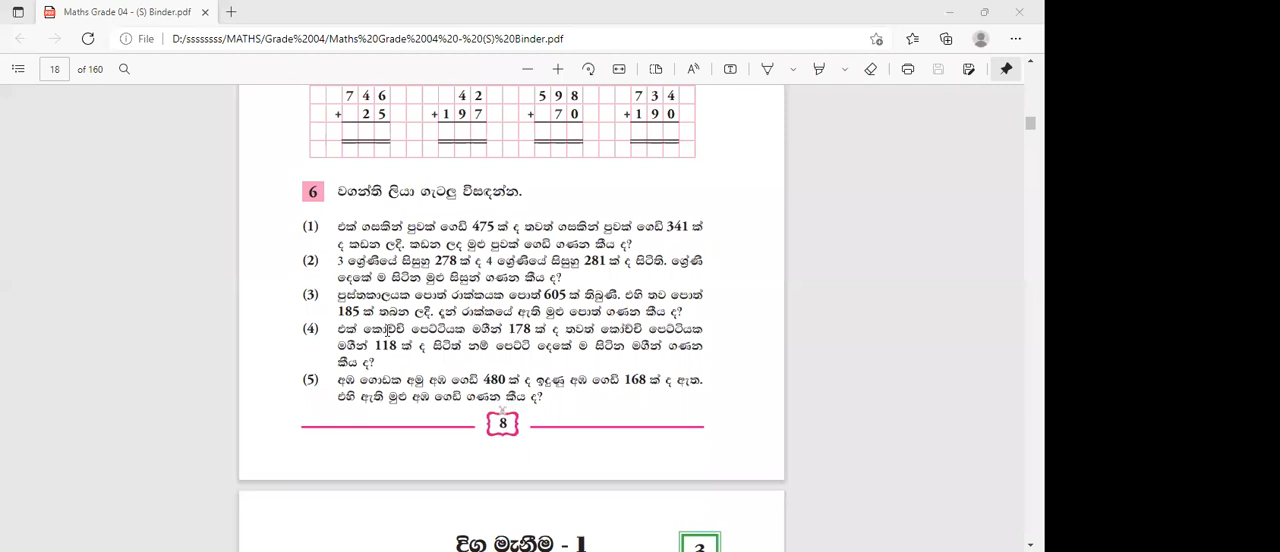 Maths Grade 04 - (S) Binder.pdf
File D:/ssssssss/MATHS/Grade%2004/Maths%20Grade%2004%20-%20(S)%20Binder.pdf
18 of 160
7 4 6 4 2 5 9 8 7 3 4
+ 2 5 + 1 9 7 + 7 0 + 1 9 0
6 වගන්ති ලියා ගැටලු විසඳන්න.
(1) එක් ගසකින් පුවක් ගෙඩි 475 ක් ද තවත් ගසකින් පුවක් ගෙඩි 341 ක්
ද කඩන ලදි. කඩන ලද මුළු පුවක් ගෙඩි ගණන කීය ද?
(2) 3 ශ්‍රේණියේ සිසුහු 278 ක් ද 4 ශ්‍රේණියේ සිසුහු 281 ක් ද සිටිති. ශ්‍රේණි
දෙකේ ම සිටින මුළු සිසුන් ගණන කීය ද?
(3) පුස්තකාලයක පොත් රාක්කයක පොත් 605 ක් තිබුණි. එහි තව පොත්
185 ක් තබන ලදි. දැන් රාක්කයේ ඇති මුළු පොත් ගණන කීය ද?
(4) එක් කෝච්චි පෙට්ටියක මගීන් 178 ක් ද තවත් කෝච්චි පෙට්ටියක
මගීන් 118 ක් ද සිටිත් නම් පෙට්ටි දෙකේ ම සිටින මගීන් ගණන
කීය ද?
(5) අඹ ගොඩක අමු අඹ ගෙඩි 480 ක් ද ඉදුණු අඹ ගෙඩි 168 ක් ද ඇත.
එහි ඇති මුළු අඹ ගෙඩි ගණන කීය ද?
8
දිග මැනීම - 1
3